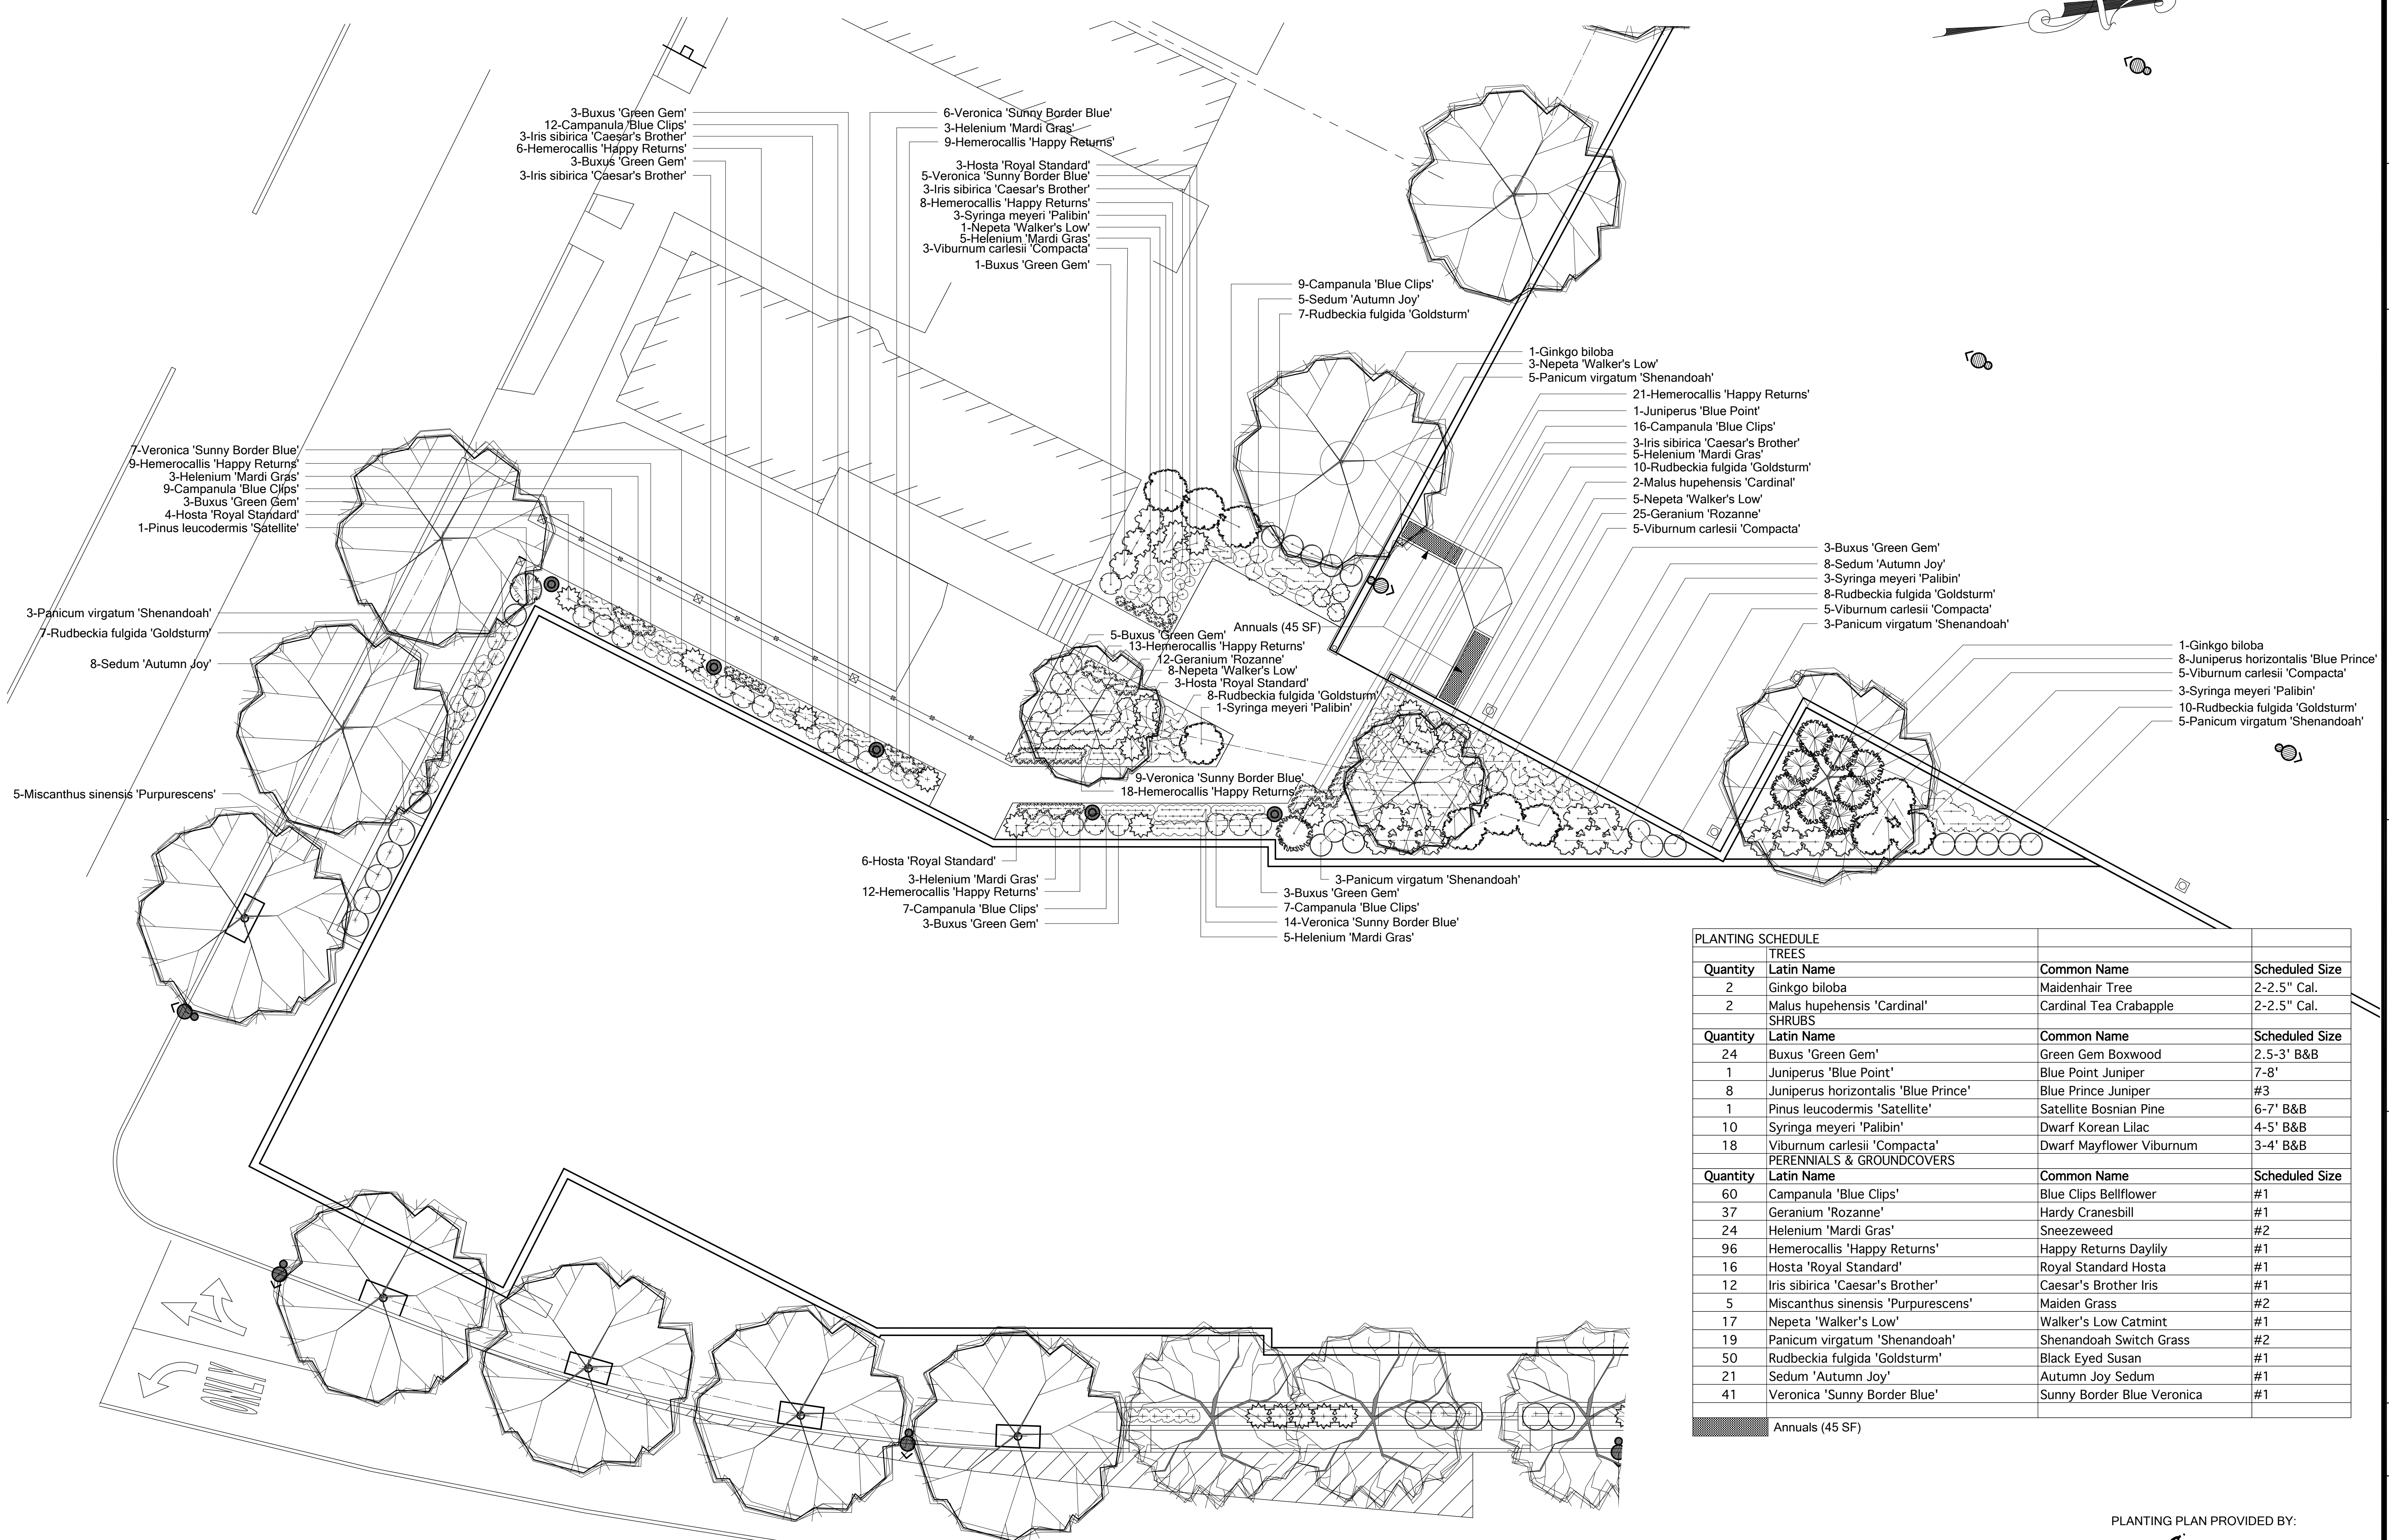 3-Buxus 'Green Gem'
12-Campanula 'Blue Clips'
3-Iris sibirica 'Caesar's Brother'
6-Hemerocallis 'Happy Returns'
3-Buxus 'Green Gem'
3-Iris sibirica 'Caesar's Brother'
6-Veronica 'Sunny Border Blue'
3-Helenium 'Mardi Gras'
9-Hemerocallis 'Happy Returns'
3-Hosta 'Royal Standard'
5-Veronica 'Sunny Border Blue'
3-Iris sibirica 'Caesar's Brother'
8-Hemerocallis 'Happy Returns'
3-Syringa meyeri 'Palibin'
1-Nepeta 'Walker's Low'
5-Helenium 'Mardi Gras'
3-Viburnum carlesii 'Compacta'
1-Buxus 'Green Gem'
9-Campanula 'Blue Clips'
5-Sedum 'Autumn Joy'
7-Rudbeckia fulgida 'Goldsturm'
1-Ginkgo biloba
3-Nepeta 'Walker's Low'
5-Panicum virgatum 'Shenandoah'
21-Hemerocallis 'Happy Returns'
1-Juniperus 'Blue Point'
16-Campanula 'Blue Clips'
3-Iris sibirica 'Caesar's Brother'
5-Helenium 'Mardi Gras'
10-Rudbeckia fulgida 'Goldsturm'
2-Malus hupehensis 'Cardinal'
5-Nepeta 'Walker's Low'
25-Geranium 'Rozanne'
5-Viburnum carlesii 'Compacta'
3-Buxus 'Green Gem'
8-Sedum 'Autumn Joy'
3-Syringa meyeri 'Palibin'
8-Rudbeckia fulgida 'Goldsturm'
5-Viburnum carlesii 'Compacta'
3-Panicum virgatum 'Shenandoah'
1-Ginkgo biloba
8-Juniperus horizontalis 'Blue Prince'
5-Viburnum carlesii 'Compacta'
3-Syringa meyeri 'Palibin'
10-Rudbeckia fulgida 'Goldsturm'
5-Panicum virgatum 'Shenandoah'
7-Veronica 'Sunny Border Blue'
9-Hemerocallis 'Happy Returns'
3-Helenium 'Mardi Gras'
9-Campanula 'Blue Clips'
3-Buxus 'Green Gem'
4-Hosta 'Royal Standard'
1-Pinus leucodermis 'Satellite'
3-Panicum virgatum 'Shenandoah'
7-Rudbeckia fulgida 'Goldsturm'
8-Sedum 'Autumn Joy'
5-Miscanthus sinensis 'Purpurescens'
Annuals (45 SF)
5-Buxus 'Green Gem'
13-Hemerocallis 'Happy Returns'
12-Geranium 'Rozanne'
8-Nepeta 'Walker's Low'
3-Hosta 'Royal Standard'
8-Rudbeckia fulgida 'Goldsturm'
1-Syringa meyeri 'Palibin'
9-Veronica 'Sunny Border Blue'
18-Hemerocallis 'Happy Returns'
6-Hosta 'Royal Standard'
3-Helenium 'Mardi Gras'
12-Hemerocallis 'Happy Returns'
7-Campanula 'Blue Clips'
3-Buxus 'Green Gem'
3-Panicum virgatum 'Shenandoah'
3-Buxus 'Green Gem'
7-Campanula 'Blue Clips'
14-Veronica 'Sunny Border Blue'
5-Helenium 'Mardi Gras'
PLANTING SCHEDULE
TREES
Quantity Latin Name Common Name Scheduled Size
2 Ginkgo biloba Maidenhair Tree 2-2.5" Cal.
2 Malus hupehensis 'Cardinal' Cardinal Tea Crabapple 2-2.5" Cal.
SHRUBS
Quantity Latin Name Common Name Scheduled Size
24 Buxus 'Green Gem' Green Gem Boxwood 2.5-3' B&B
1 Juniperus 'Blue Point' Blue Point Juniper 7-8'
8 Juniperus horizontalis 'Blue Prince' Blue Prince Juniper #3
1 Pinus leucodermis 'Satellite' Satellite Bosnian Pine 6-7' B&B
10 Syringa meyeri 'Palibin' Dwarf Korean Lilac 4-5' B&B
18 Viburnum carlesii 'Compacta' Dwarf Mayflower Viburnum 3-4' B&B
PERENNIALS & GROUNDCOVERS
Quantity Latin Name Common Name Scheduled Size
60 Campanula 'Blue Clips' Blue Clips Bellflower #1
37 Geranium 'Rozanne' Hardy Cranesbill #1
24 Helenium 'Mardi Gras' Sneezeweed #2
96 Hemerocallis 'Happy Returns' Happy Returns Daylily #1
16 Hosta 'Royal Standard' Royal Standard Hosta #1
12 Iris sibirica 'Caesar's Brother' Caesar's Brother Iris #1
5 Miscanthus sinensis 'Purpurescens' Maiden Grass #2
17 Nepeta 'Walker's Low' Walker's Low Catmint #1
19 Panicum virgatum 'Shenandoah' Shenandoah Switch Grass #2
50 Rudbeckia fulgida 'Goldsturm' Black Eyed Susan #1
21 Sedum 'Autumn Joy' Autumn Joy Sedum #1
41 Veronica 'Sunny Border Blue' Sunny Border Blue Veronica #1
Annuals (45 SF)
ONLY
PLANTING PLAN PROVIDED BY: